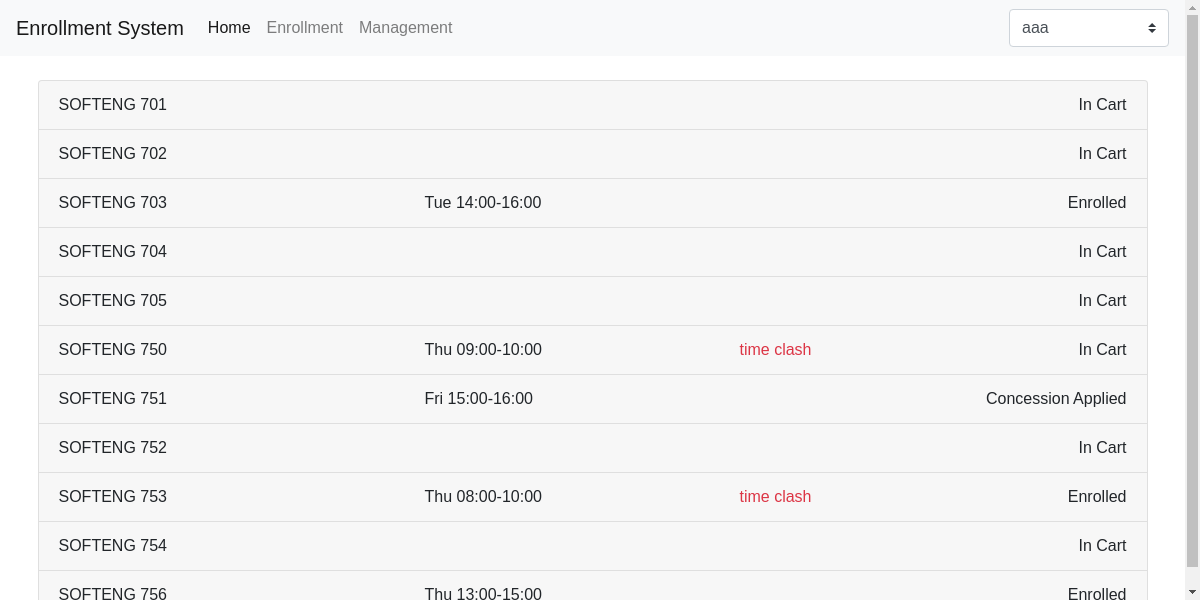 Enrollment System Home Enrollment Management aaa
SOFTENG 701 In Cart
SOFTENG 702 In Cart
SOFTENG 703 Tue 14:00-16:00 Enrolled
SOFTENG 704 In Cart
SOFTENG 705 In Cart
SOFTENG 750 Thu 09:00-10:00 time clash In Cart
SOFTENG 751 Fri 15:00-16:00 Concession Applied
SOFTENG 752 In Cart
SOFTENG 753 Thu 08:00-10:00 time clash Enrolled
SOFTENG 754 In Cart
SOFTENG 756 Thu 13:00-15:00 Enrolled